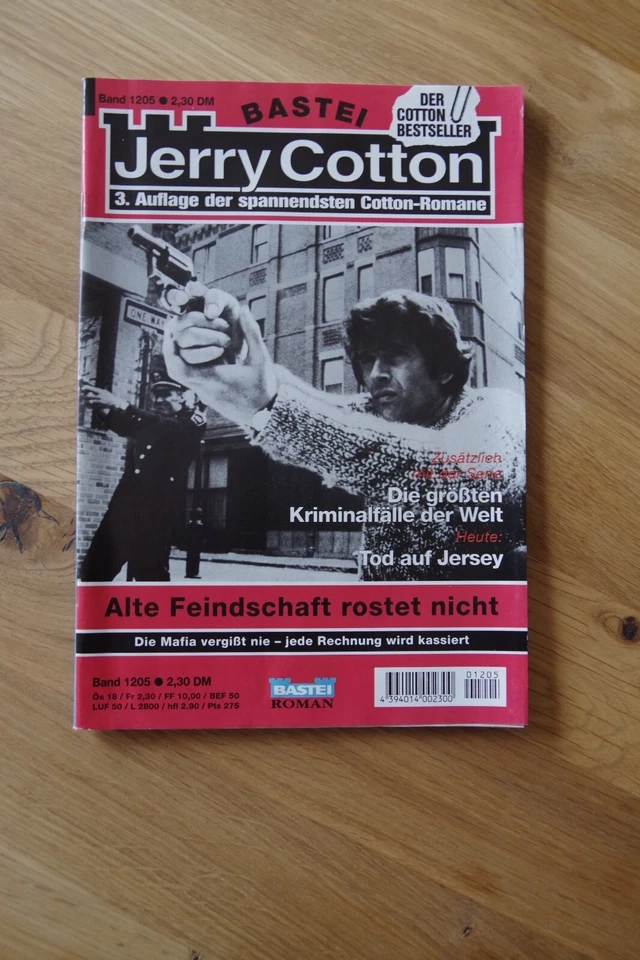 Band 1205 ● 2,30 DM
BASTEI
DER
COTTON
BESTSELLER
Jerry Cotton
3. Auflage der spannendsten Cotton-Romane
ONE WAY
Zusätzlich
mit der Serie
Die größten
Kriminalfälle der Welt
Heute:
Tod auf Jersey
Alte Feindschaft rostet nicht
Die Mafia vergißt nie – jede Rechnung wird kassiert
Band 1205 ● 2,30 DM
Ös 18 / Fr 2,30 / FF 10,00 / BEF 50
LUF 50 / L 2800 / hfl 2.90 / Pts 275
BASTEI
ROMAN
01205
4 394014 002300